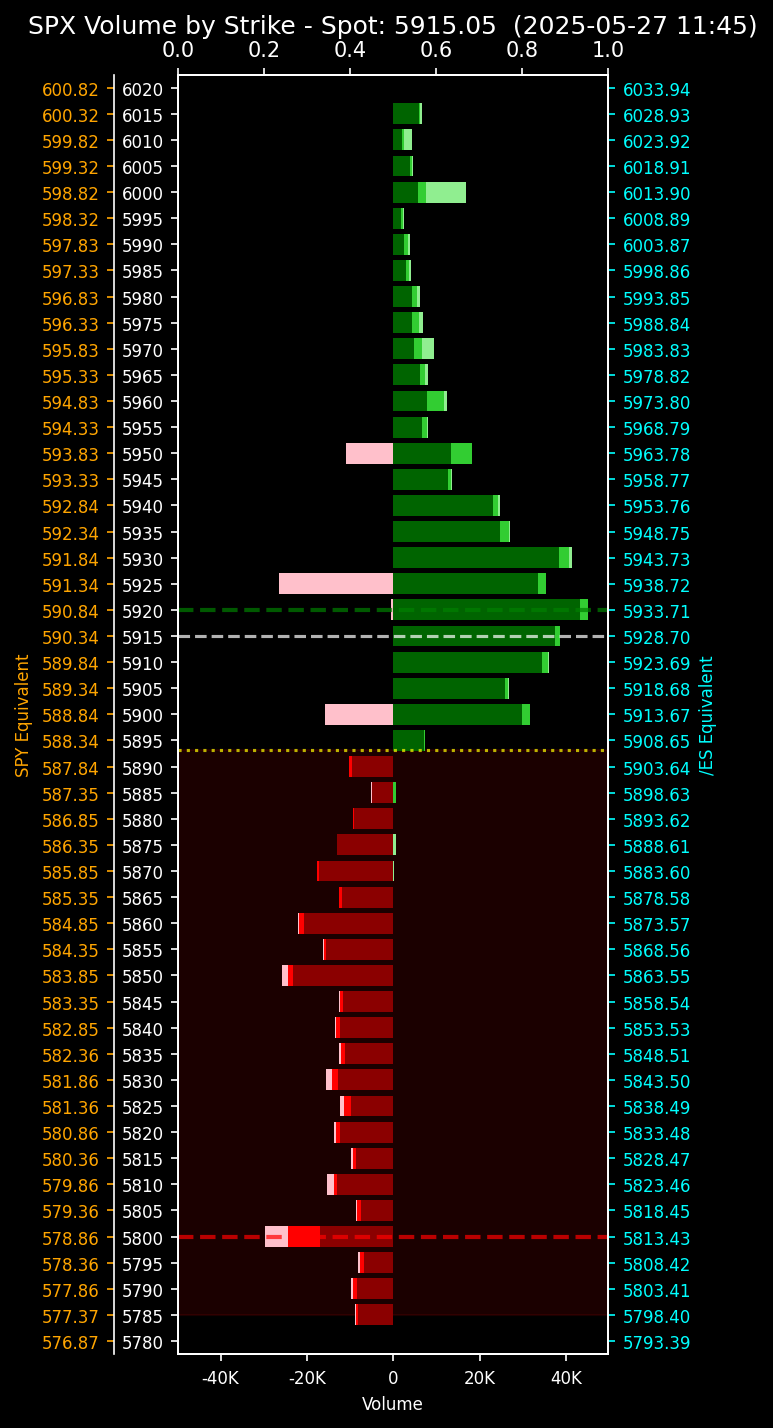 SPX Volume by Strike - Spot: 5915.05 (2025-05-27 11:45)
0.0 0.2 0.4 0.6 0.8 1.0
600.82 6020 6033.94
600.32 6015 6028.93
599.82 6010 6023.92
599.32 6005 6018.91
598.82 6000 6013.90
598.32 5995 6008.89
597.83 5990 6003.87
597.33 5985 5998.86
596.83 5980 5993.85
596.33 5975 5988.84
595.83 5970 5983.83
595.33 5965 5978.82
594.83 5960 5973.80
594.33 5955 5968.79
593.83 5950 5963.78
593.33 5945 5958.77
592.84 5940 5953.76
592.34 5935 5948.75
591.84 5930 5943.73
591.34 5925 5938.72
590.84 5920 5933.71
590.34 5915 5928.70
589.84 5910 5923.69
589.34 5905 5918.68
588.84 5900 5913.67
588.34 5895 5908.65
587.84 5890 5903.64
587.35 5885 5898.63
586.85 5880 5893.62
586.35 5875 5888.61
585.85 5870 5883.60
585.35 5865 5878.58
584.85 5860 5873.57
584.35 5855 5868.56
583.85 5850 5863.55
583.35 5845 5858.54
582.85 5840 5853.53
582.36 5835 5848.51
581.86 5830 5843.50
581.36 5825 5838.49
580.86 5820 5833.48
580.36 5815 5828.47
579.86 5810 5823.46
579.36 5805 5818.45
578.86 5800 5813.43
578.36 5795 5808.42
577.86 5790 5803.41
577.37 5785 5798.40
576.87 5780 5793.39
SPY Equivalent
/ES Equivalent
-40K -20K 0 20K 40K
Volume